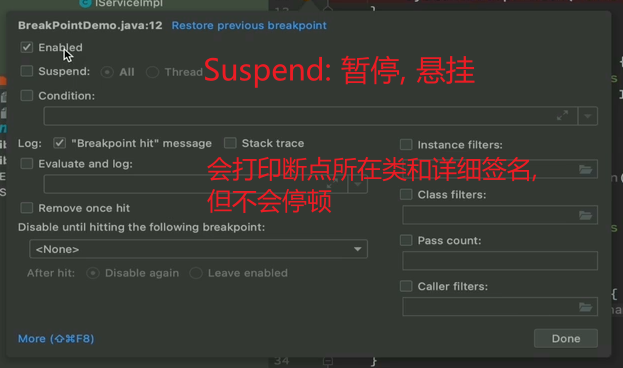 IServiceImpl
BreakPointDemo.java:12 Restore previous breakpoint
Enabled
Suspend: All Thread
Suspend: 暂停, 悬挂
Condition:
Log: "Breakpoint hit" message Stack trace
Instance filters:
Evaluate and log:
会打印断点所在类和详细签名,
但不会停顿
Class filters:
Remove once hit
Disable until hitting the following breakpoint:
Pass count:
<None>
After hit: Disable again Leave enabled
Caller filters:
More (⇧⌘F8)
Done
34 }